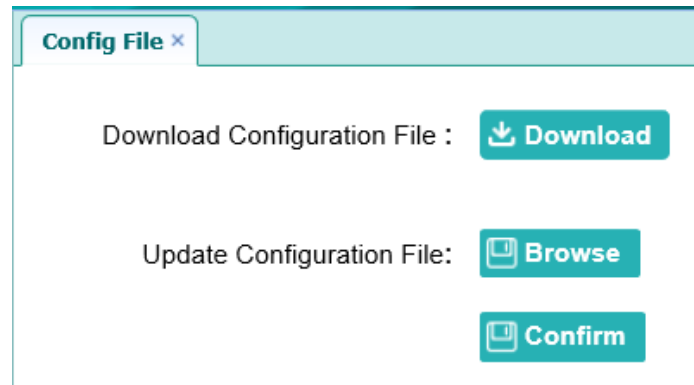 Config File ×
Download Configuration File : Download
Update Configuration File: Browse
Confirm